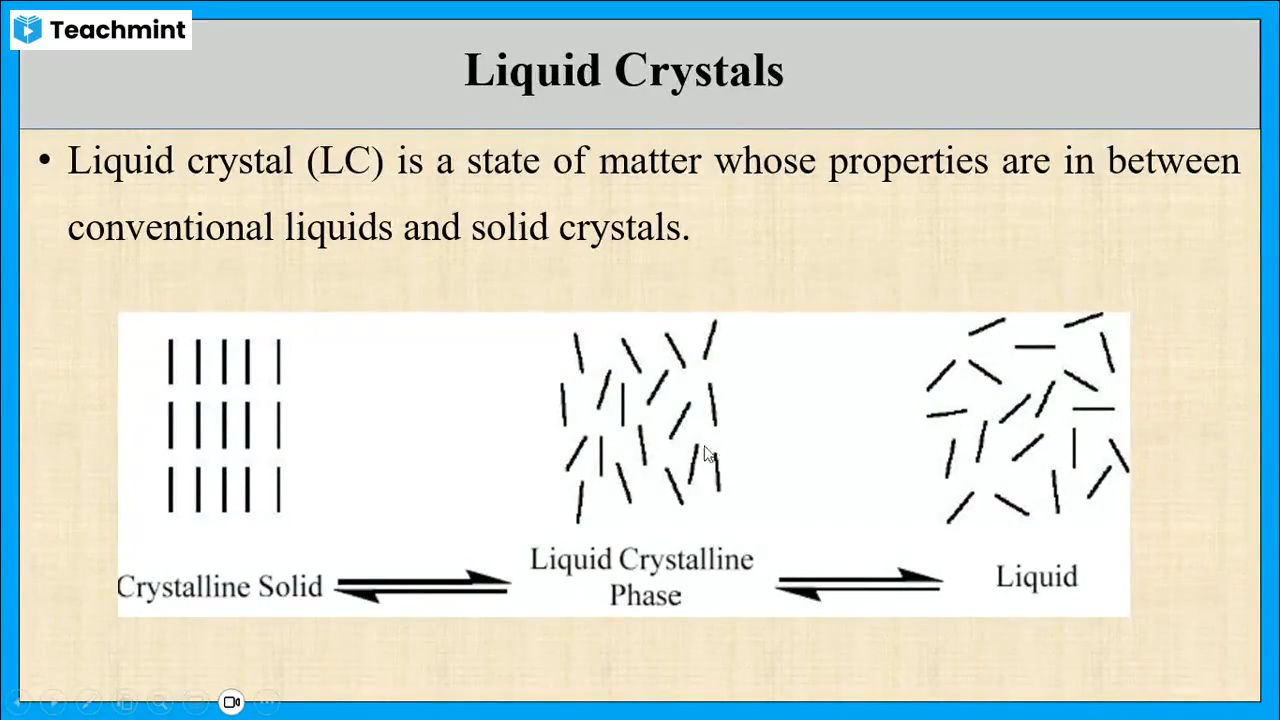 Teachmint
Liquid Crystals
• Liquid crystal (LC) is a state of matter whose properties are in between
conventional liquids and solid crystals.
Crystalline Solid
Liquid Crystalline
Phase
Liquid